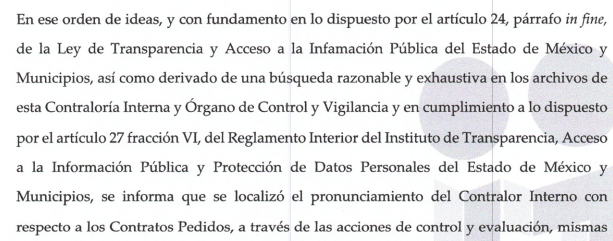 En ese orden de ideas, y con fundamento en lo dispuesto por el artículo 24, párrafo in fine,
de la Ley de Transparencia y Acceso a la Infamación Pública del Estado de México y
Municipios, así como derivado de una búsqueda razonable y exhaustiva en los archivos de
esta Contraloría Interna y Órgano de Control y Vigilancia y en cumplimiento a lo dispuesto
por el artículo 27 fracción VI, del Reglamento Interior del Instituto de Transparencia, Acceso
a la Información Pública y Protección de Datos Personales del Estado de México y
Municipios, se informa que se localizó el pronunciamiento del Contralor Interno con
respecto a los Contratos Pedidos, a través de las acciones de control y evaluación, mismas